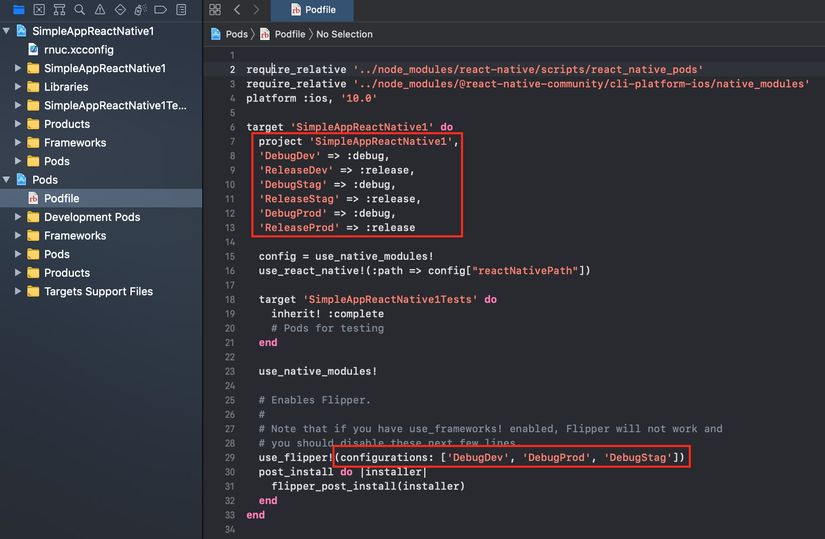 Podfile
Pods
Podfile
No Selection
SimpleAppReactNative1
rnuc.xcconfig
SimpleAppReactNative1
Libraries
SimpleAppReactNative1Te...
Products
Frameworks
Pods
Pods
Podfile
Development Pods
Frameworks
Pods
Products
Targets Support Files
1
2 require_relative '../node_modules/react-native/scripts/react_native_pods'
3 require_relative '../node_modules/@react-native-community/cli-platform-ios/native_modules'
4 platform :ios, '10.0'
5
6 target 'SimpleAppReactNative1' do
7 project 'SimpleAppReactNative1',
8 'DebugDev' => :debug,
9 'ReleaseDev' => :release,
10 'DebugStag' => :debug,
11 'ReleaseStag' => :release,
12 'DebugProd' => :debug,
13 'ReleaseProd' => :release
14
15 config = use_native_modules!
16 use_react_native!(:path => config["reactNativePath"])
17
18 target 'SimpleAppReactNative1Tests' do
19 inherit! :complete
20 # Pods for testing
21 end
22
23 use_native_modules!
24
25 # Enables Flipper.
26 #
27 # Note that if you have use_frameworks! enabled, Flipper will not work and
28 # you should disable these next few lines.
29 use_flipper!(configurations: ['DebugDev', 'DebugProd', 'DebugStag'])
30 post_install do |installer|
31 flipper_post_install(installer)
32 end
33 end
34